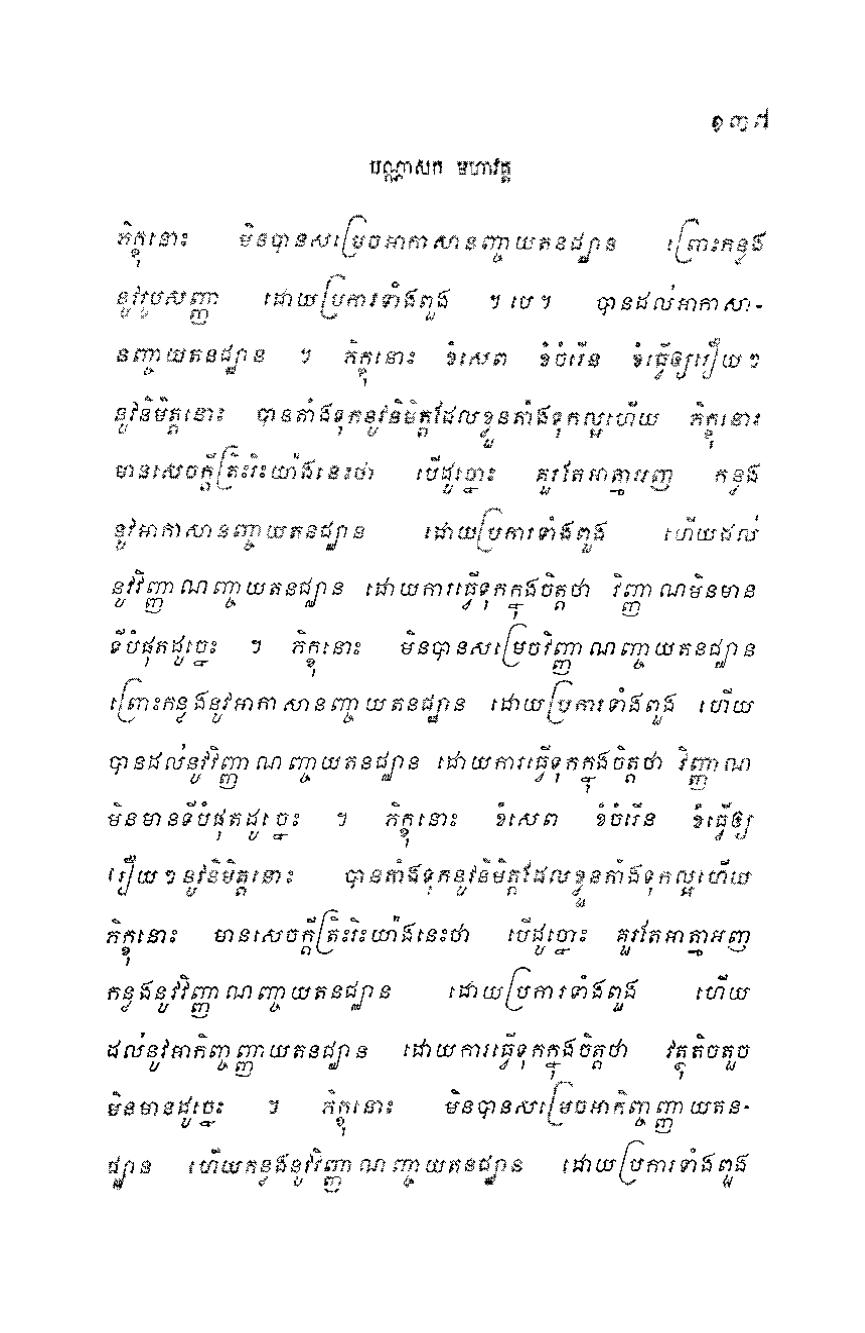 បណ្ណាសក មហាវគ្គ
ភិក្ខុនោះ មិនបានសម្រេចអាកាសានញ្ចាយតនជ្ឈាន ព្រោះកន្លង
នូវរូបសញ្ញា ដោយប្រការទាំងពួង ។ បេ ។ បានដល់អាកាសា-
នញ្ចាយតនជ្ឈាន ។ ភិក្ខុនោះ ខំសេព ខំចំរើន ខំធ្វើឲ្យរឿយៗ
នូវនិមិត្តនោះ បានតាំងទុកនូវនិមិត្តដែលខ្លួនតាំងទុកល្អហើយ ភិក្ខុនោះ
មានសេចក្តីត្រិះរិះយ៉ាងនេះថា បើដូច្នោះ គួរតែអាត្មាអញ កន្លង
នូវអាកាសានញ្ចាយតនជ្ឈាន ដោយប្រការទាំងពួង ហើយដល់
នូវវិញ្ញាណញ្ចាយតនជ្ឈាន ដោយការធ្វើទុកក្នុងចិត្តថា វិញ្ញាណមិនមាន
ទីបំផុតដូច្នេះ ។ ភិក្ខុនោះ មិនបានសម្រេចវិញ្ញាណញ្ចាយតនជ្ឈាន
ព្រោះកន្លងនូវអាកាសានញ្ចាយតនជ្ឈាន ដោយប្រការទាំងពួង ហើយ
បានដល់នូវវិញ្ញាណញ្ចាយតនជ្ឈាន ដោយការធ្វើទុកក្នុងចិត្តថា វិញ្ញាណ
មិនមានទីបំផុតដូច្នេះ ។ ភិក្ខុនោះ ខំសេព ខំចំរើន ខំធ្វើឲ្យ
រឿយៗនូវនិមិត្តនោះ បានតាំងទុកនូវនិមិត្តដែលខ្លួនតាំងទុកល្អហើយ
ភិក្ខុនោះ មានសេចក្តីត្រិះរិះយ៉ាងនេះថា បើដូច្នោះ គួរតែអាត្មាអញ
កន្លងនូវវិញ្ញាណញ្ចាយតនជ្ឈាន ដោយប្រការទាំងពួង ហើយ
ដល់នូវអាកិញ្ចញ្ញាយតនជ្ឈាន ដោយការធ្វើទុកក្នុងចិត្តថា វត្ថុតិចតួច
មិនមានដូច្នេះ ។ ភិក្ខុនោះ មិនបានសម្រេចអាកិញ្ចញ្ញាយតន-
ជ្ឈាន ហើយកន្លងនូវវិញ្ញាណញ្ចាយតនជ្ឈាន ដោយប្រការទាំងពួង